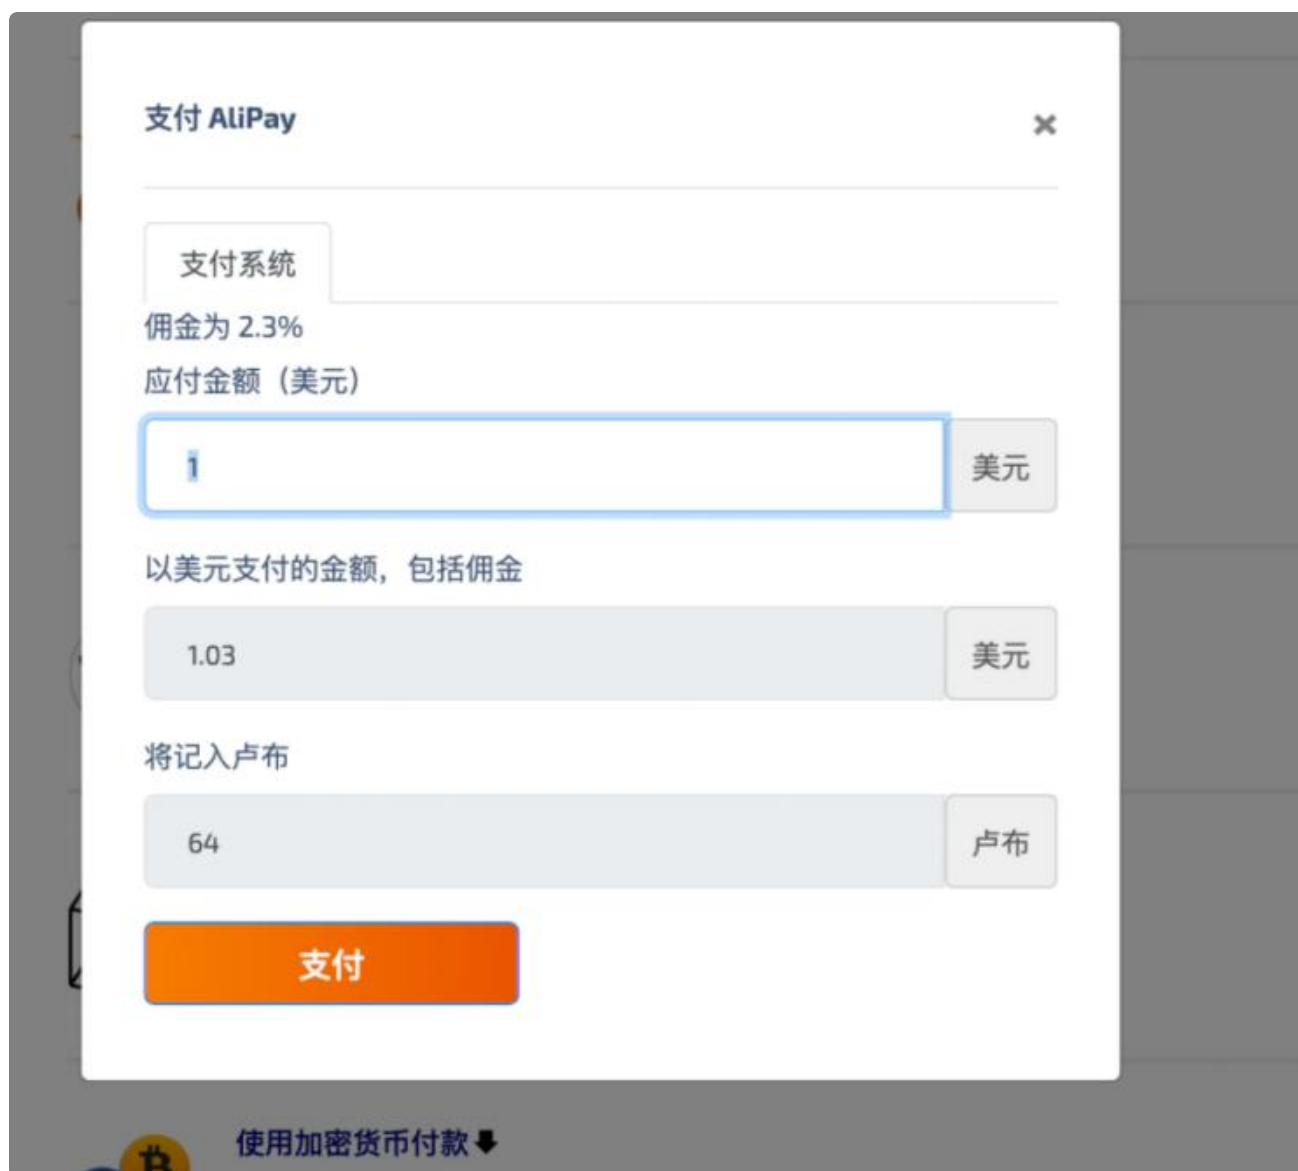 支付 AliPay
×
支付系统
佣金为 2.3%
应付金额（美元）
1 美元
以美元支付的金额，包括佣金
1.03 美元
将记入卢布
64 卢布
支付
使用加密货币付款⬇